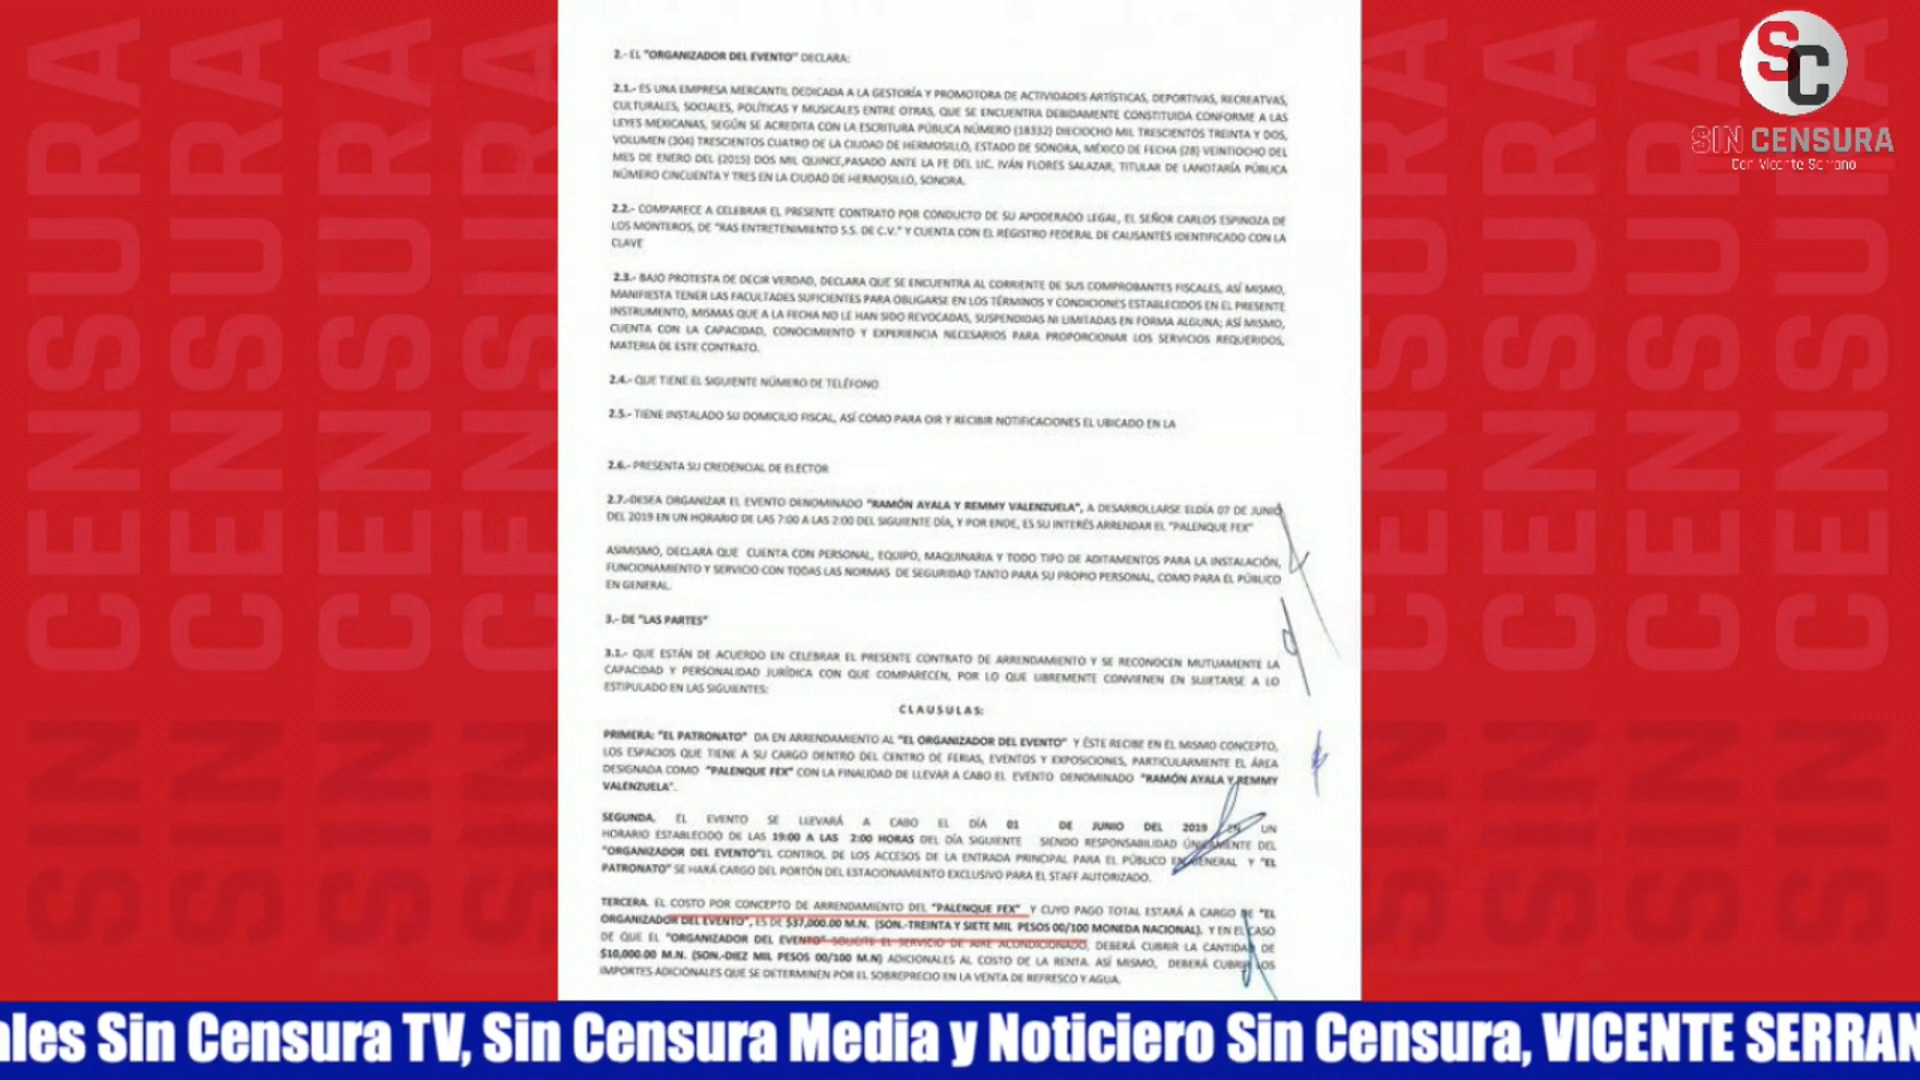 2.- EL "ORGANIZADOR DEL EVENTO" DECLARA:
2.1.- ES UNA EMPRESA MERCANTIL DEDICADA A LA GESTORÍA Y PROMOTORA DE ACTIVIDADES ARTÍSTICAS, DEPORTIVAS, RECREATVAS,
CULTURALES, SOCIALES, POLÍTICAS Y MUSICALES ENTRE OTRAS, QUE SE ENCUENTRA DEBIDAMENTE CONSTITUIDA CONFORME A LAS
LEYES MEXICANAS, SEGÚN SE ACREDITA CON LA ESCRITURA PÚBLICA NÚMERO (18332) DIECIOCHO MIL TRESCIENTOS TREINTA Y DOS,
VOLUMEN (304) TRESCIENTOS CUATRO DE LA CIUDAD DE HERMOSILLO, ESTADO DE SONORA, MÉXICO DE FECHA (28) VEINTIOCHO DEL
MES DE ENERO DEL (2015) DOS MIL QUINCE,PASADO ANTE LA FE DEL LIC. IVÁN FLORES SALAZAR, TITULAR DE LANOTARÍA PÚBLICA
NÚMERO CINCUENTA Y TRES EN LA CIUDAD DE HERMOSILLO, SONORA.
2.2.- COMPARECE A CELEBRAR EL PRESENTE CONTRATO POR CONDUCTO DE SU APODERADO LEGAL, EL SEÑOR CARLOS ESPINOZA DE
LOS MONTEROS, DE "RAS ENTRETENIMIENTO S.S. DE C.V." Y CUENTA CON EL REGISTRO FEDERAL DE CAUSANTES IDENTIFICADO CON LA
CLAVE
2.3.- BAJO PROTESTA DE DECIR VERDAD, DECLARA QUE SE ENCUENTRA AL CORRIENTE DE SUS COMPROBANTES FISCALES, ASÍ MISMO,
MANIFIESTA TENER LAS FACULTADES SUFICIENTES PARA OBLIGARSE EN LOS TÉRMINOS Y CONDICIONES ESTABLECIDOS EN EL PRESENTE
INSTRUMENTO, MISMAS QUE A LA FECHA NO LE HAN SIDO REVOCADAS, SUSPENDIDAS NI LIMITADAS EN FORMA ALGUNA; ASÍ MISMO,
CUENTA CON LA CAPACIDAD, CONOCIMIENTO Y EXPERIENCIA NECESARIOS PARA PROPORCIONAR LOS SERVICIOS REQUERIDOS,
MATERIA DE ESTE CONTRATO.
2.4.- QUE TIENE EL SIGUIENTE NÚMERO DE TELÉFONO
2.5.- TIENE INSTALADO SU DOMICILIO FISCAL, ASÍ COMO PARA OIR Y RECIBIR NOTIFICACIONES EL UBICADO EN LA
2.6.- PRESENTA SU CREDENCIAL DE ELECTOR
2.7.-DESEA ORGANIZAR EL EVENTO DENOMINADO "RAMÓN AYALA Y REMMY VALENZUELA", A DESARROLLARSE ELDÍA 07 DE JUNIO
DEL 2019 EN UN HORARIO DE LAS 7:00 A LAS 2:00 DEL SIGUIENTE DÍA, Y POR ENDE, ES SU INTERÉS ARRENDAR EL "PALENQUE FEX"
ASIMISMO, DECLARA QUE CUENTA CON PERSONAL, EQUIPO, MAQUINARIA Y TODO TIPO DE ADITAMENTOS PARA LA INSTALACIÓN,
FUNCIONAMIENTO Y SERVICIO CON TODAS LAS NORMAS DE SEGURIDAD TANTO PARA SU PROPIO PERSONAL, COMO PARA EL PÚBLICO
EN GENERAL.
3.- DE "LAS PARTES"
3.1.- QUE ESTÁN DE ACUERDO EN CELEBRAR EL PRESENTE CONTRATO DE ARRENDAMIENTO Y SE RECONOCEN MUTUAMENTE LA
CAPACIDAD Y PERSONALIDAD JURÍDICA CON QUE COMPARECEN, POR LO QUE LIBREMENTE CONVIENEN EN SUJETARSE A LO
ESTIPULADO EN LAS SIGUIENTES:
CLAUSULAS:
PRIMERA: "EL PATRONATO" DA EN ARRENDAMIENTO AL "EL ORGANIZADOR DEL EVENTO" Y ÉSTE RECIBE EN EL MISMO CONCEPTO,
LOS ESPACIOS QUE TIENE A SU CARGO DENTRO DEL CENTRO DE FERIAS, EVENTOS Y EXPOSICIONES, PARTICULARMENTE EL ÁREA
DESIGNADA COMO "PALENQUE FEX" CON LA FINALIDAD DE LLEVAR A CABO EL EVENTO DENOMINADO "RAMÓN AYALA Y REMMY
VALENZUELA".
SEGUNDA. EL EVENTO SE LLEVARÁ A CABO EL DÍA 01 DE JUNIO DEL 2019 EN UN
HORARIO ESTABLECIDO DE LAS 19:00 A LAS 2:00 HORAS DEL DÍA SIGUIENTE SIENDO RESPONSABILIDAD ÚNICAMENTE DEL
"ORGANIZADOR DEL EVENTO"EL CONTROL DE LOS ACCESOS DE LA ENTRADA PRINCIPAL PARA EL PÚBLICO EN GENERAL Y "EL
PATRONATO" SE HARÁ CARGO DEL PORTÓN DEL ESTACIONAMIENTO EXCLUSIVO PARA EL STAFF AUTORIZADO.
TERCERA. EL COSTO POR CONCEPTO DE ARRENDAMIENTO DEL "PALENQUE FEX" Y CUYO PAGO TOTAL ESTARÁ A CARGO DE "EL
ORGANIZADOR DEL EVENTO", ES DE $37,000.00 M.N. (SON.-TREINTA Y SIETE MIL PESOS 00/100 MONEDA NACIONAL). Y EN EL CASO
DE QUE EL "ORGANIZADOR DEL EVENTO" SOLICITE EL SERVICIO DE AIRE ACONDICIONADO, DEBERÁ CUBRIR LA CANTIDAD DE
$10,000.00 M.N. (SON.-DIEZ MIL PESOS 00/100 M.N) ADICIONALES AL COSTO DE LA RENTA. ASÍ MISMO, DEBERÁ CUBRIR LOS
IMPORTES ADICIONALES QUE SE DETERMINEN POR EL SOBREPRECIO EN LA VENTA DE REFRESCO Y AGUA.
SC
SIN CENSURA
Con Vicente Serrano
SIN CENSURA
SIN CENSURA
SIN CENSURA
SIN CENSURA
SIN CENSURA
SIN CENSURA
SIN CENSURA
SIN CENSURA
ales Sin Censura TV, Sin Censura Media y Noticiero Sin Censura, VICENTE SERRAN